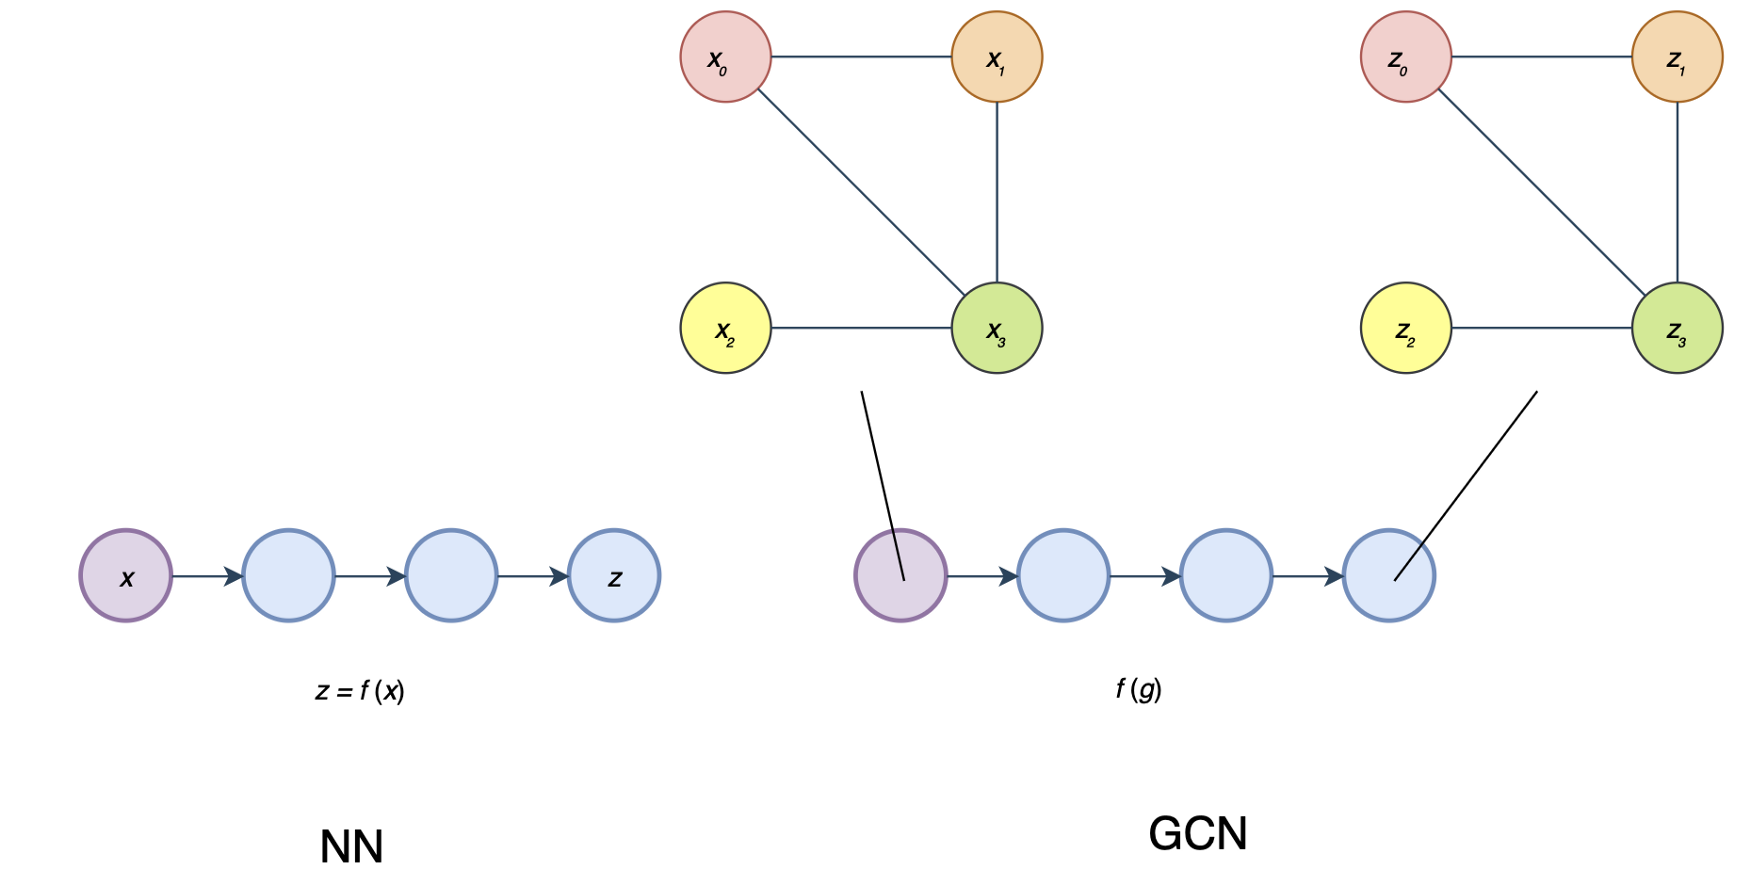 x₀
x₁
z₀
z₁
x₂
x₃
z₂
z₃
x
z
z = f (x)
f (g)
NN
GCN